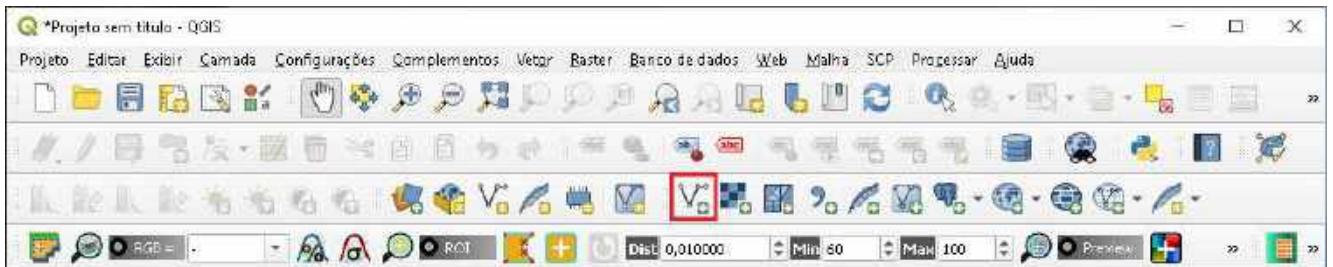 *Projeto sem título - QGIS
Projeto Editar Exibir Camada Configurações Complementos Vetor Raster Banco de dados Web Malha SCP Processar Ajuda
abc
RGB = - ROI Dist 0,010000 Min 60 Max 100 Preview